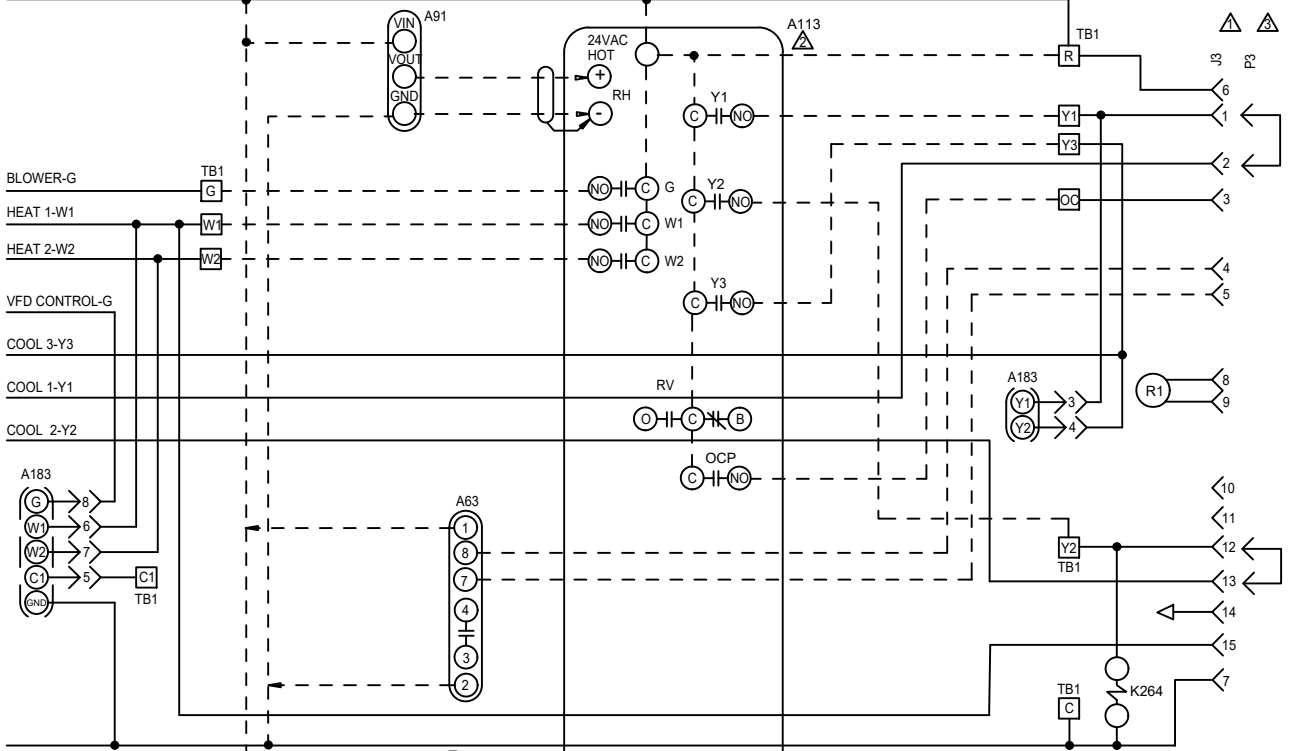 A91
VIN
VOUT
GND
24VAC
HOT
+
RH
-
A113
2
TB1
R
1
3
J3
P3
6
C
Y1
NO
Y1
1
Y3
2
BLOWER-G
TB1
G
NO
C
G
C
Y2
NO
OC
3
HEAT 1-W1
W1
NO
C
W1
HEAT 2-W2
W2
NO
C
W2
4
5
C
Y3
NO
VFD CONTROL-G
COOL 3-Y3
COOL 1-Y1
COOL 2-Y2
RV
O
C
B
OCP
C
NO
A183
Y1
3
Y2
4
R1
8
9
A183
G
8
W1
6
W2
7
C1
5
C1
TB1
GND
A63
1
8
7
4
3
2
10
11
Y2
TB1
12
13
14
15
7
TB1
C
K264